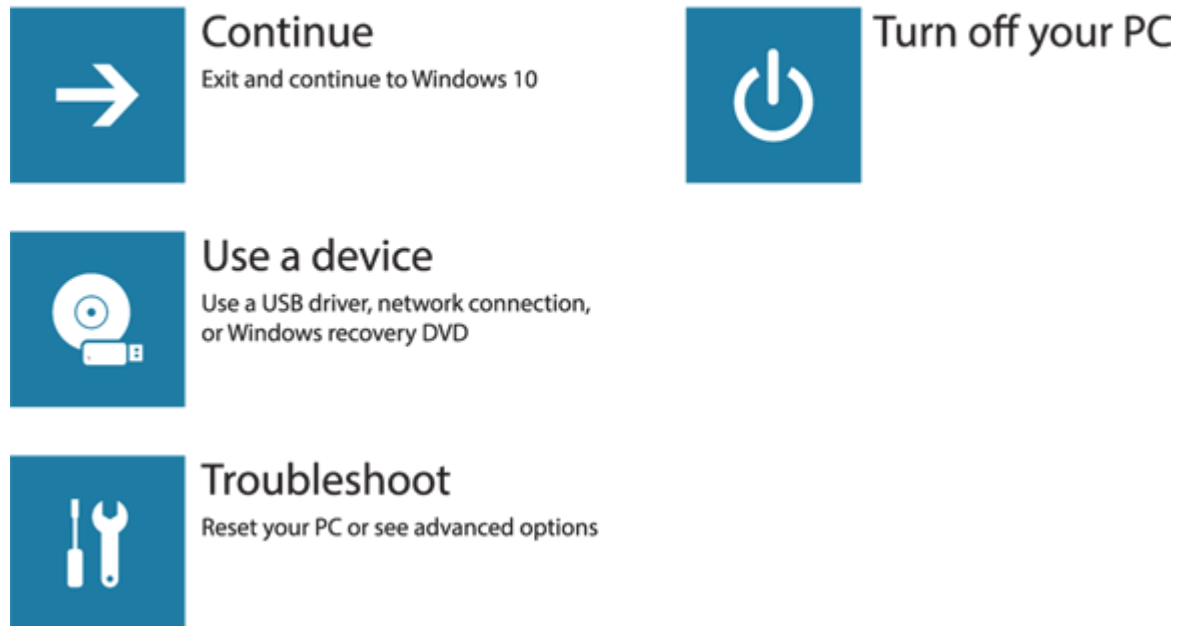 Continue
Exit and continue to Windows 10
Turn off your PC
Use a device
Use a USB driver, network connection,
or Windows recovery DVD
Troubleshoot
Reset your PC or see advanced options